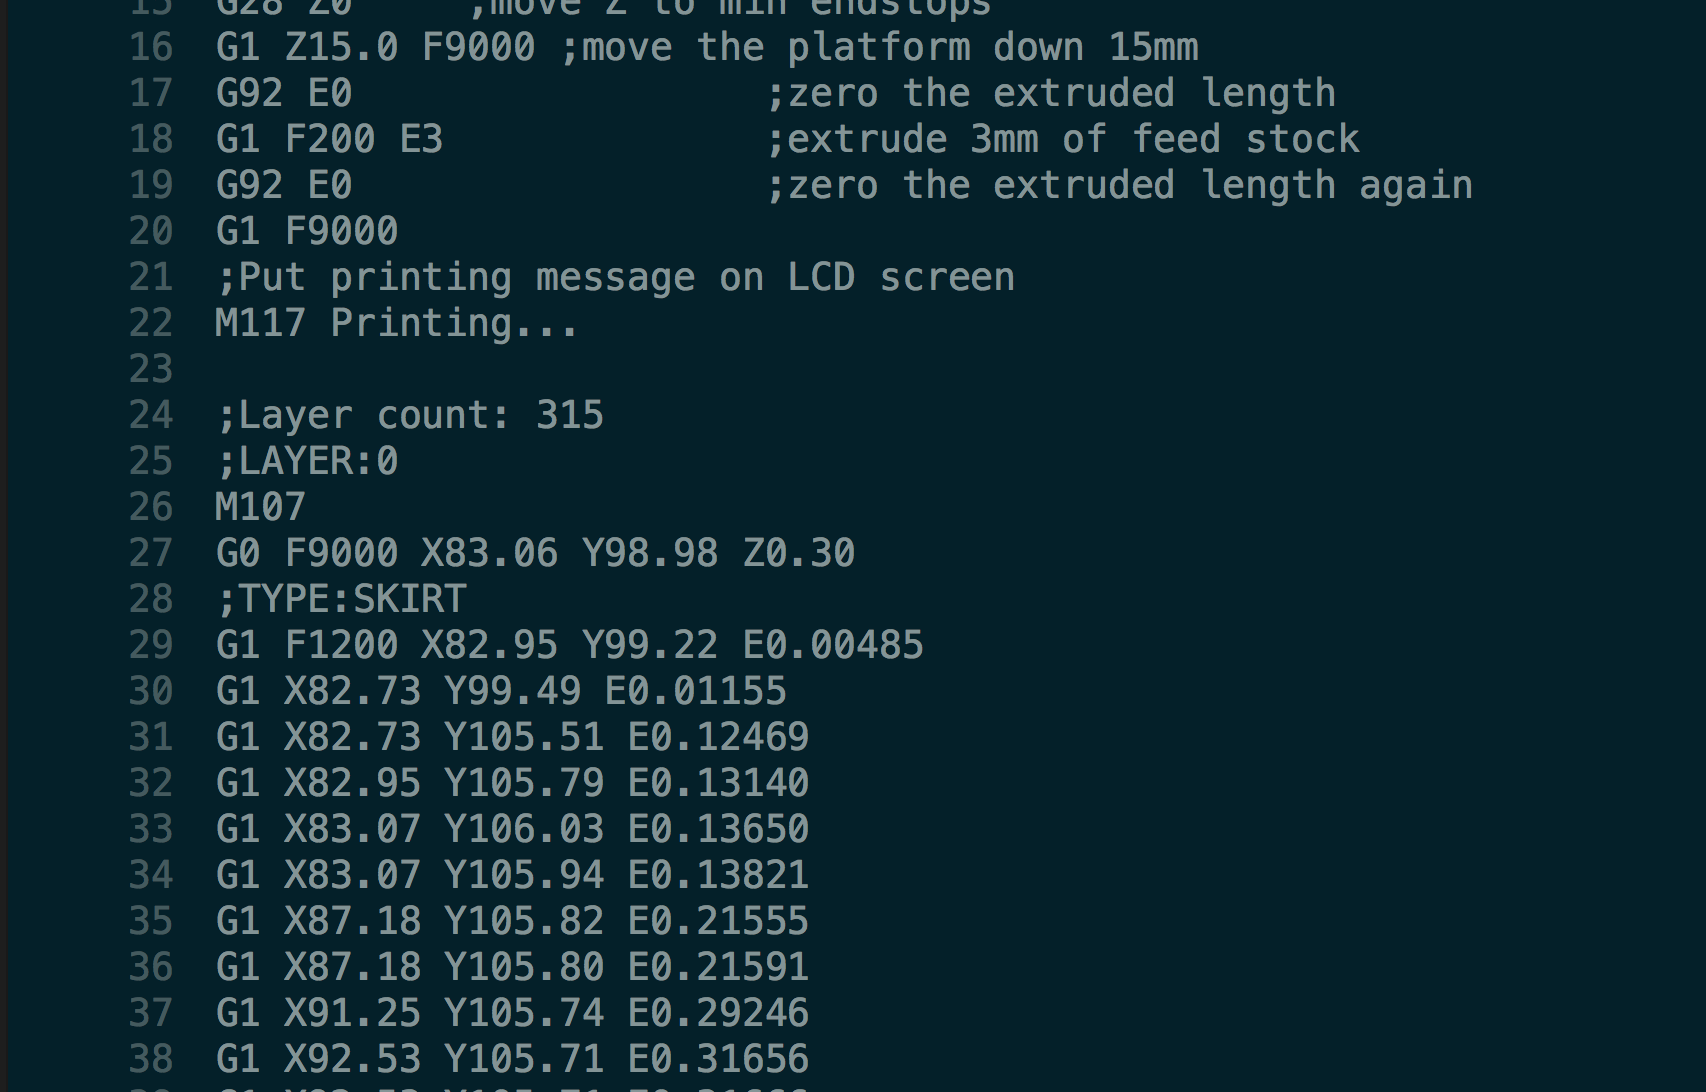 15 G28 Z0 ;move Z to min endstops
16 G1 Z15.0 F9000 ;move the platform down 15mm
17 G92 E0 ;zero the extruded length
18 G1 F200 E3 ;extrude 3mm of feed stock
19 G92 E0 ;zero the extruded length again
20 G1 F9000
21 ;Put printing message on LCD screen
22 M117 Printing...
23
24 ;Layer count: 315
25 ;LAYER:0
26 M107
27 G0 F9000 X83.06 Y98.98 Z0.30
28 ;TYPE:SKIRT
29 G1 F1200 X82.95 Y99.22 E0.00485
30 G1 X82.73 Y99.49 E0.01155
31 G1 X82.73 Y105.51 E0.12469
32 G1 X82.95 Y105.79 E0.13140
33 G1 X83.07 Y106.03 E0.13650
34 G1 X83.07 Y105.94 E0.13821
35 G1 X87.18 Y105.82 E0.21555
36 G1 X87.18 Y105.80 E0.21591
37 G1 X91.25 Y105.74 E0.29246
38 G1 X92.53 Y105.71 E0.31656